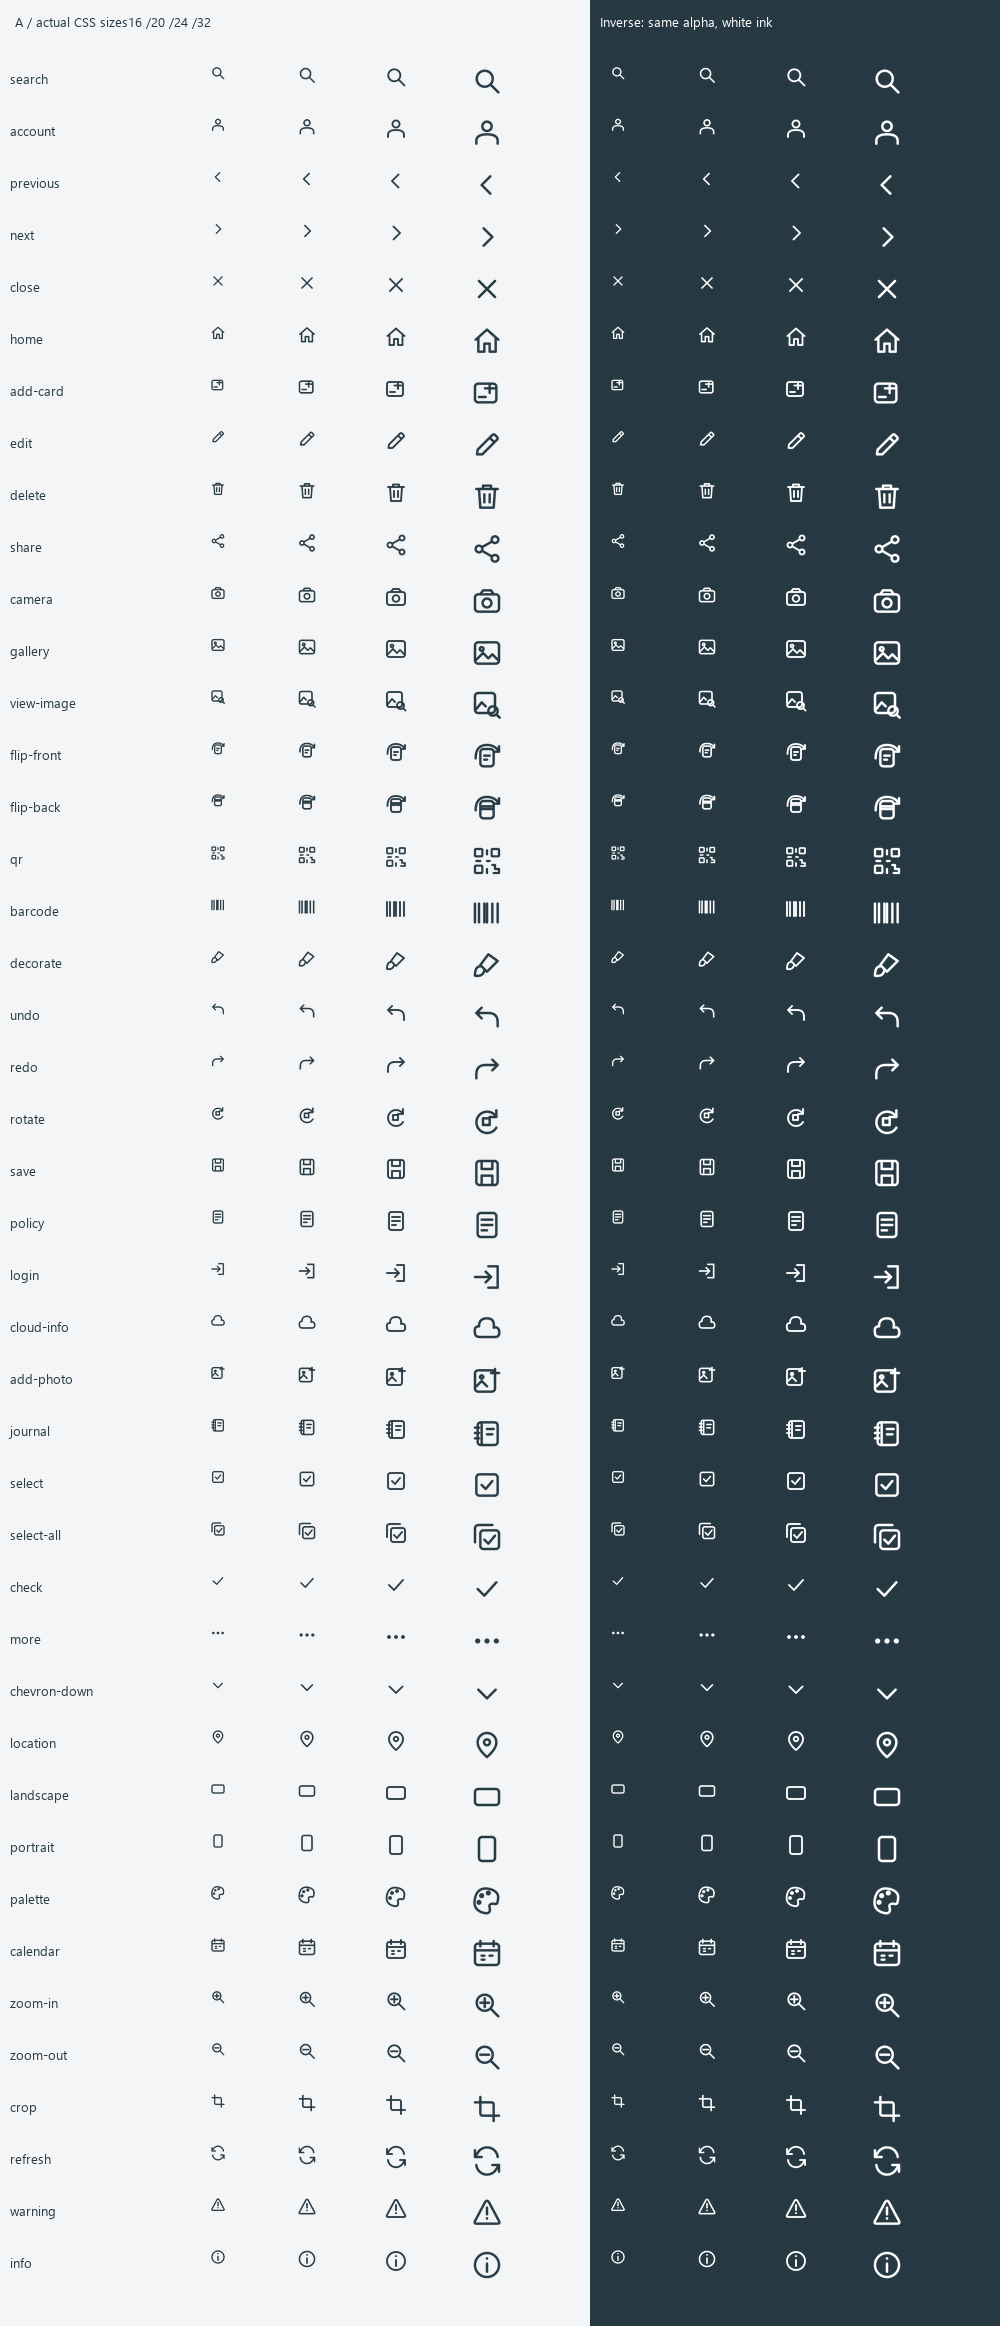 A / actual CSS sizes16 /20 /24 /32
Inverse: same alpha, white ink
search
account
previous
next
close
home
add-card
edit
delete
share
camera
gallery
view-image
flip-front
flip-back
qr
barcode
decorate
undo
redo
rotate
save
policy
login
cloud-info
add-photo
journal
select
select-all
check
more
chevron-down
location
landscape
portrait
palette
calendar
zoom-in
zoom-out
crop
refresh
warning
info